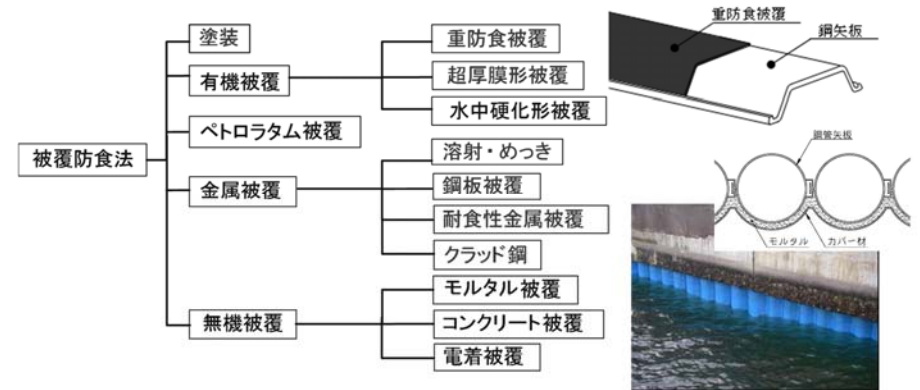 被覆防食法
塗装
有機被覆
重防食被覆
超厚膜形被覆
水中硬化形被覆
ペトロラタム被覆
金属被覆
溶射・めっき
鋼板被覆
耐食性金属被覆
クラッド鋼
無機被覆
モルタル被覆
コンクリート被覆
電着被覆
重防食被覆
鋼矢板
鋼管矢板
モルタル
カバー材